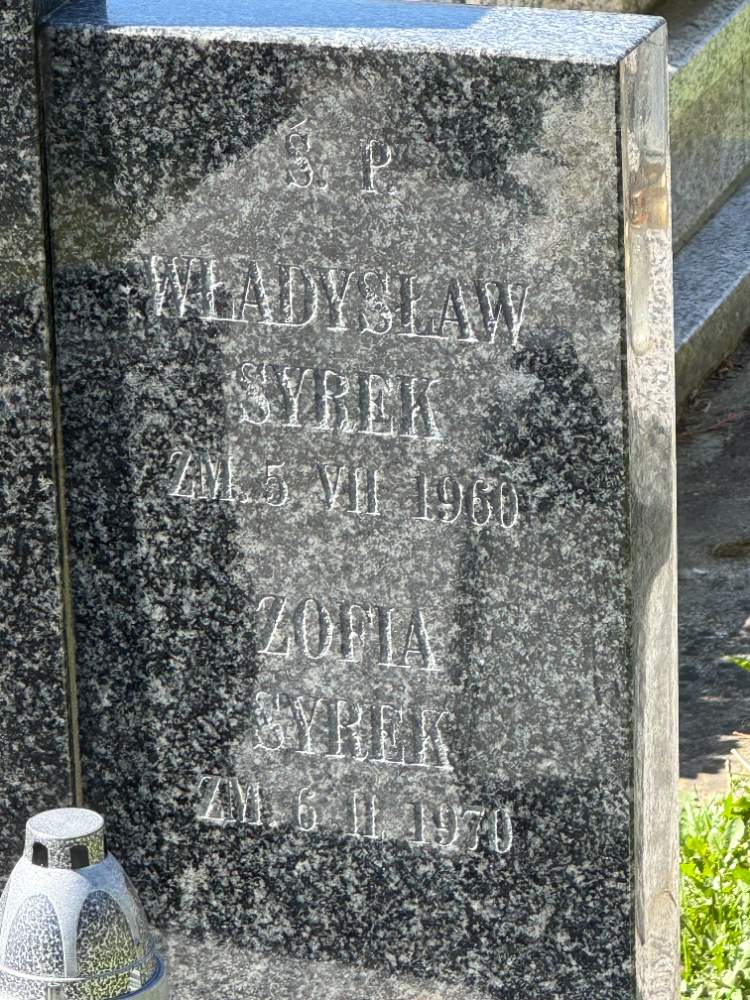 Ś. P.
WŁADYSŁAW
SYREK
ZM. 5 VII 1960
ZOFIA
SYREK
ZM. 6 II 1970